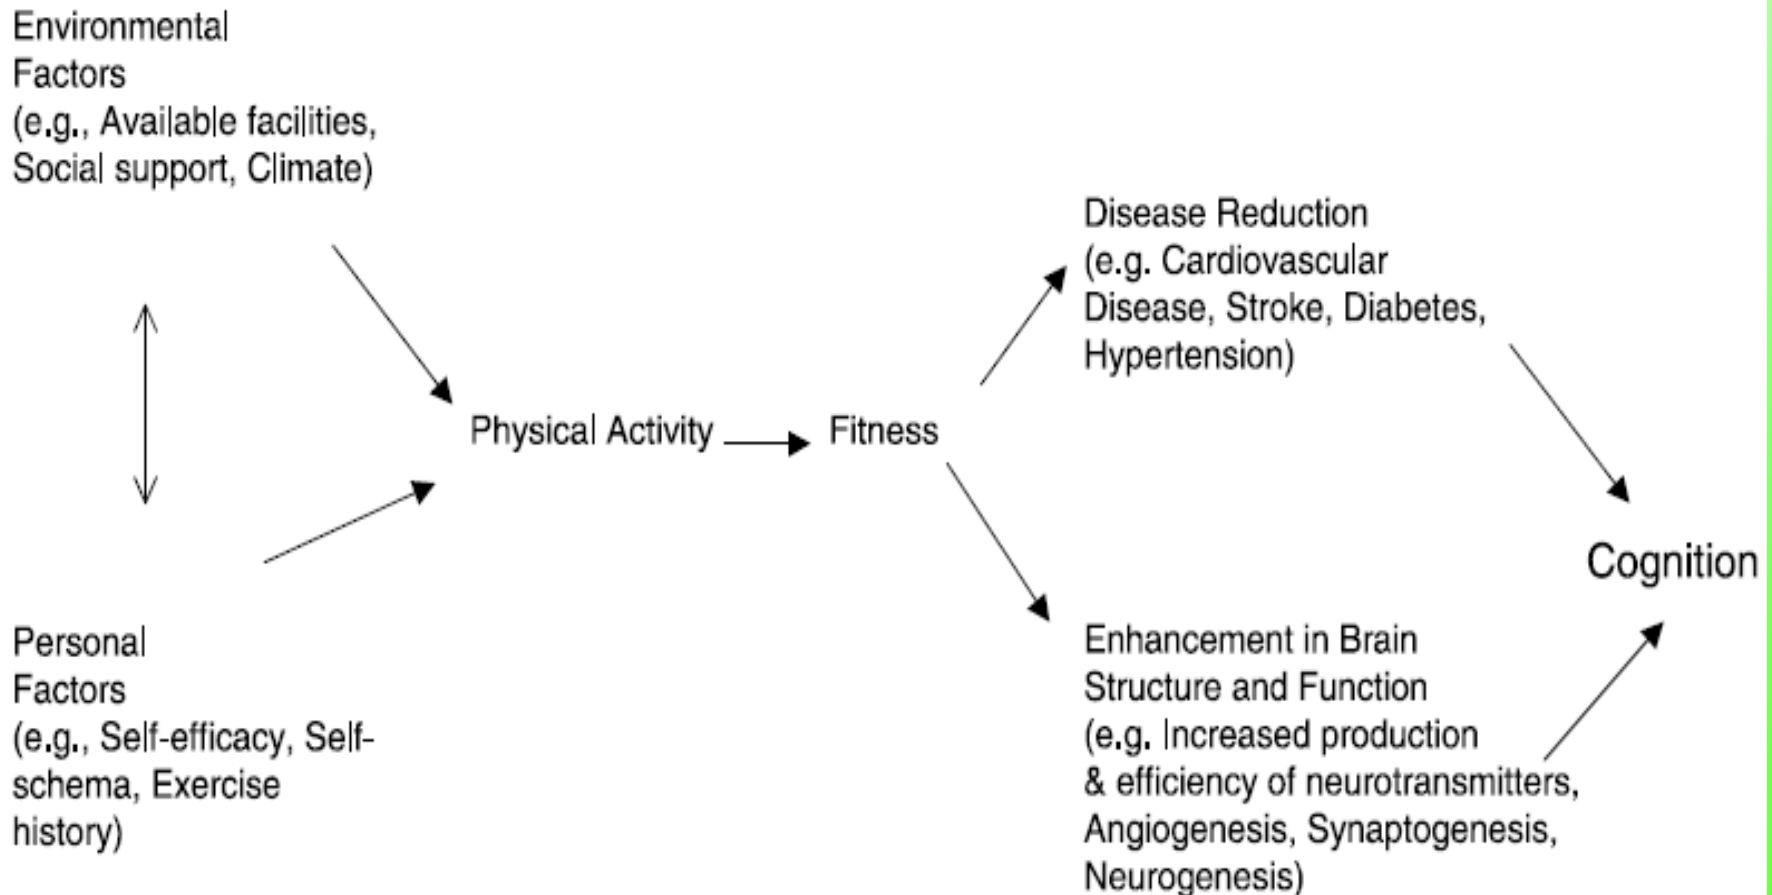 Environmental
Factors
(e.g., Available facilities,
Social support, Climate)
Disease Reduction
(e.g. Cardiovascular
Disease, Stroke, Diabetes,
Hypertension)
Physical Activity
Fitness
Cognition
Personal
Factors
(e.g., Self-efficacy, Self-
schema, Exercise
history)
Enhancement in Brain
Structure and Function
(e.g. Increased production
& efficiency of neurotransmitters,
Angiogenesis, Synaptogenesis,
Neurogenesis)